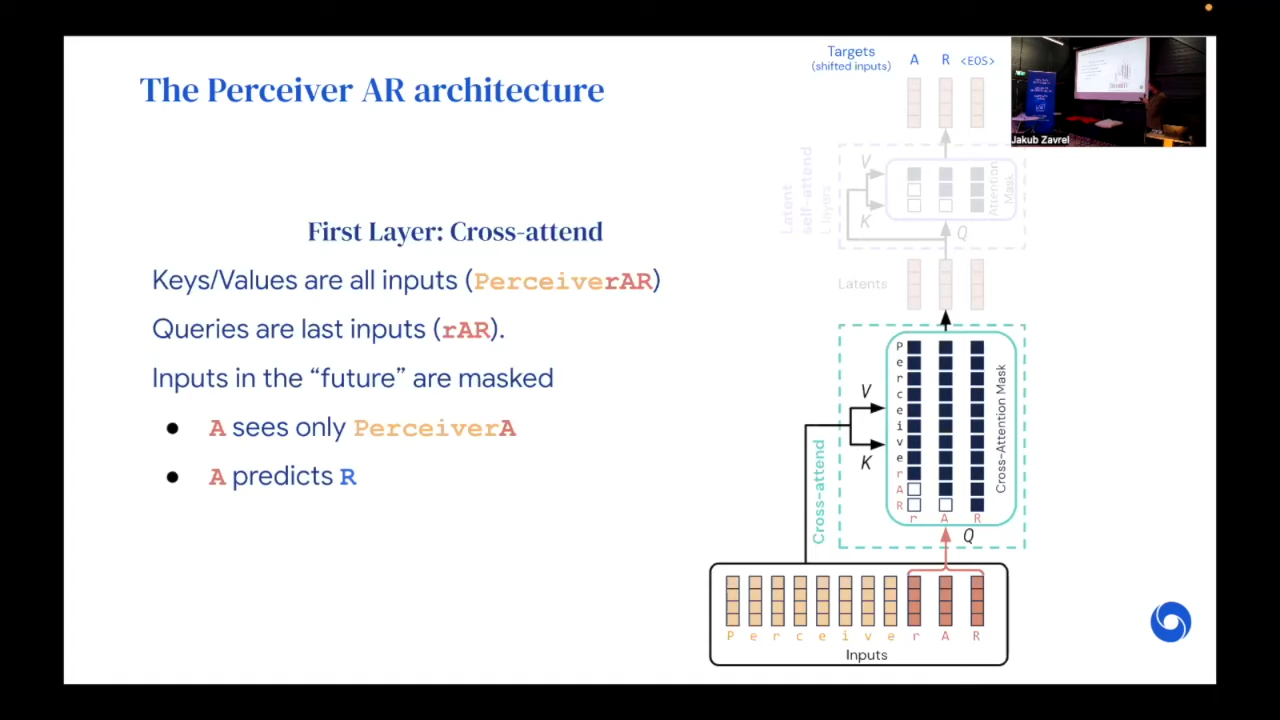 The Perceiver AR architecture
First Layer: Cross-attend
Keys/Values are all inputs (PerceiverAR)
Queries are last inputs (rAR).
Inputs in the “future” are masked
● A sees only PerceiverA
● A predicts R
Targets
(shifted inputs)
A R <EOS>
Latent
self-attend
L layers
V
K
Q
Attention
Mask
Latents
Cross-attend
V
K
P
e
r
c
e
i
v
e
r
A
R
r A R
Cross-Attention Mask
Q
P e r c e i v e r A R
Inputs
Jakub Zavrel